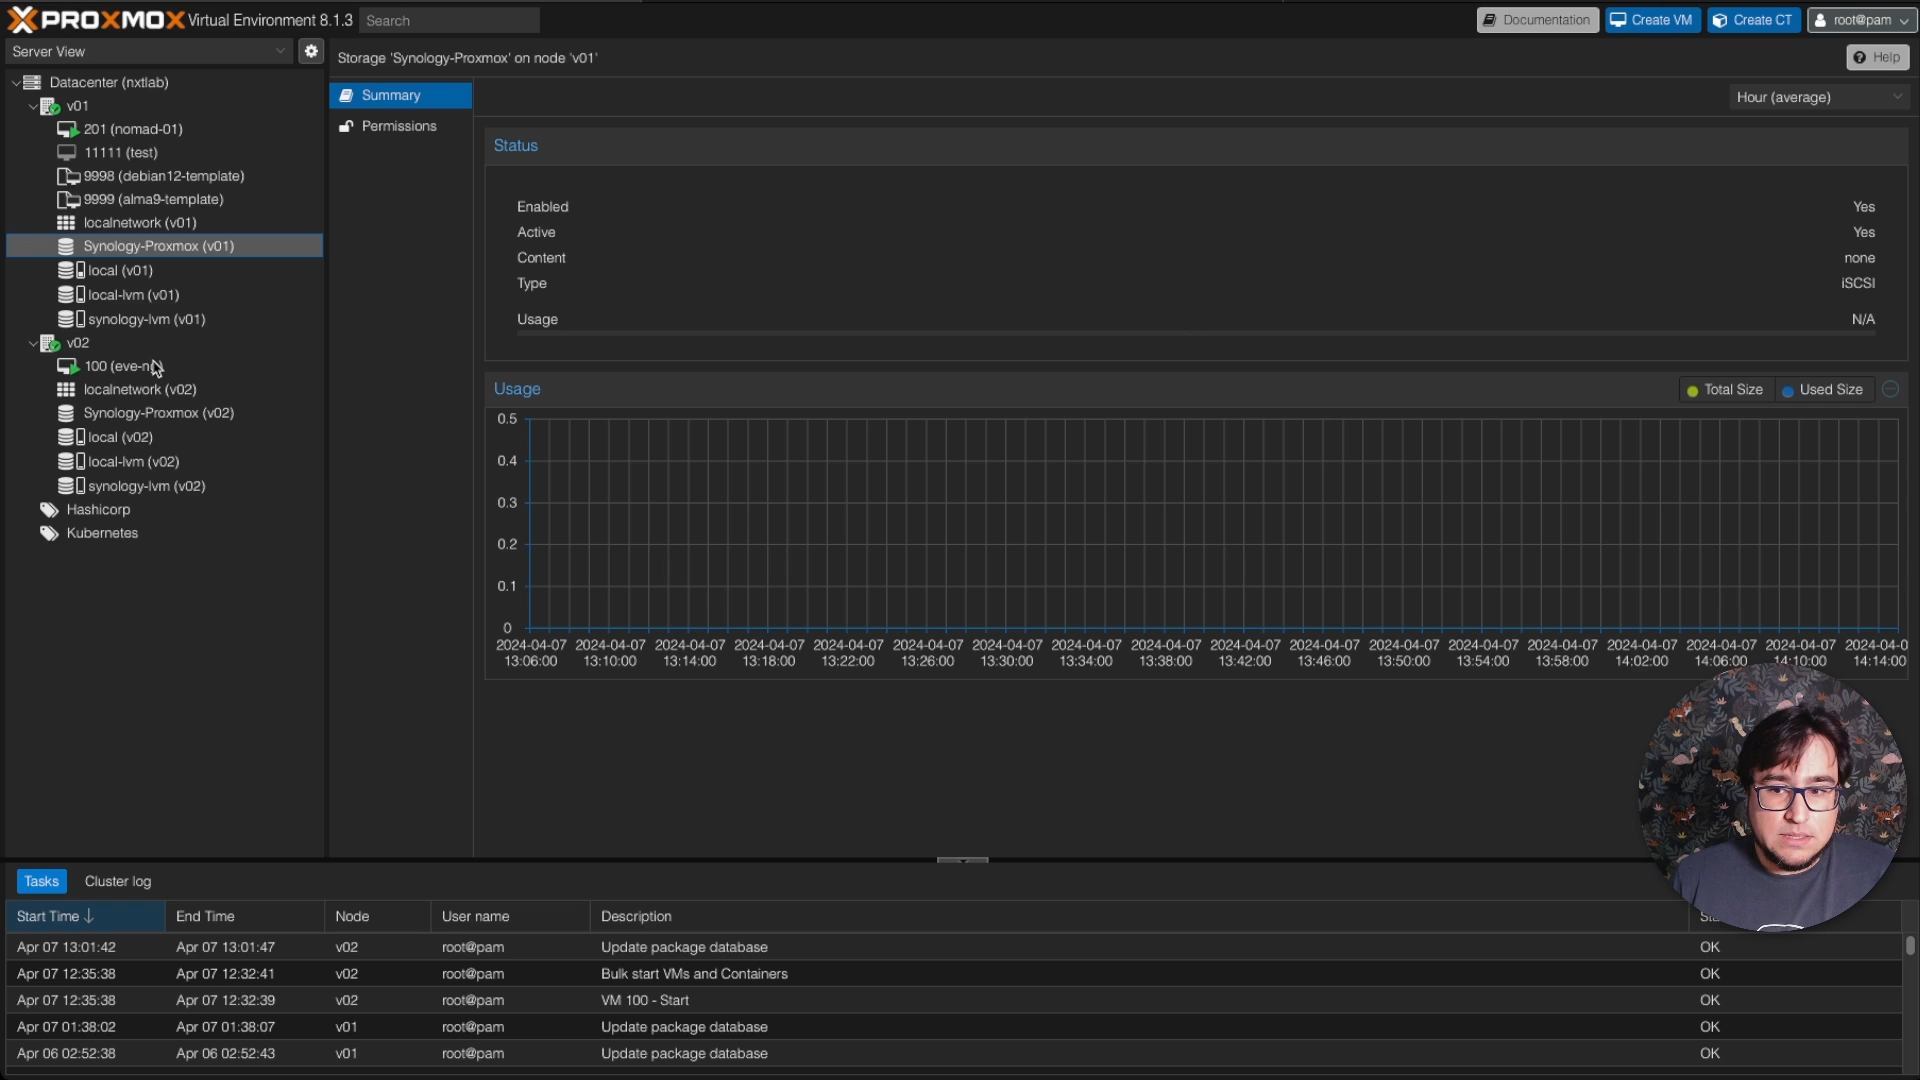 PROXMOX Virtual Environment 8.1.3 Search Documentation Create VM Create CT root@pam
Server View
Storage 'Synology-Proxmox' on node 'v01' Help
Datacenter (nxtlab)
v01
201 (nomad-01)
11111 (test)
9998 (debian12-template)
9999 (alma9-template)
localnetwork (v01)
Synology-Proxmox (v01)
local (v01)
local-lvm (v01)
synology-lvm (v01)
v02
100
localnetwork (v02)
Synology-Proxmox (v02)
local (v02)
local-lvm (v02)
synology-lvm (v02)
Hashicorp
Kubernetes
Summary
Permissions
Hour (average)
Status
Enabled Yes
Active Yes
Content none
Type iSCSI
Usage N/A
Usage Total Size Used Size
0.5
0.4
0.3
0.2
0.1
0
2024-04-07 2024-04-07 2024-04-07 2024-04-07 2024-04-07 2024-04-07 2024-04-07 2024-04-07 2024-04-07 2024-04-07 2024-04-07 2024-04-07 2024-04-07 2024-04-07 2024-04-07 2024-04-07 2024-04-07 2024-04-0
13:06:00 13:10:00 13:14:00 13:18:00 13:22:00 13:26:00 13:30:00 13:34:00 13:38:00 13:42:00 13:46:00 13:50:00 13:54:00 13:58:00 14:02:00 14:06:00 14:10:00 14:14:00
Tasks Cluster log
Start Time End Time Node User name Description
Apr 07 13:01:42 Apr 07 13:01:47 v02 root@pam Update package database OK
Apr 07 12:35:38 Apr 07 12:32:41 v02 root@pam Bulk start VMs and Containers OK
Apr 07 12:35:38 Apr 07 12:32:39 v02 root@pam VM 100 - Start OK
Apr 07 01:38:02 Apr 07 01:38:07 v01 root@pam Update package database OK
Apr 06 02:52:38 Apr 06 02:52:43 v01 root@pam Update package database OK